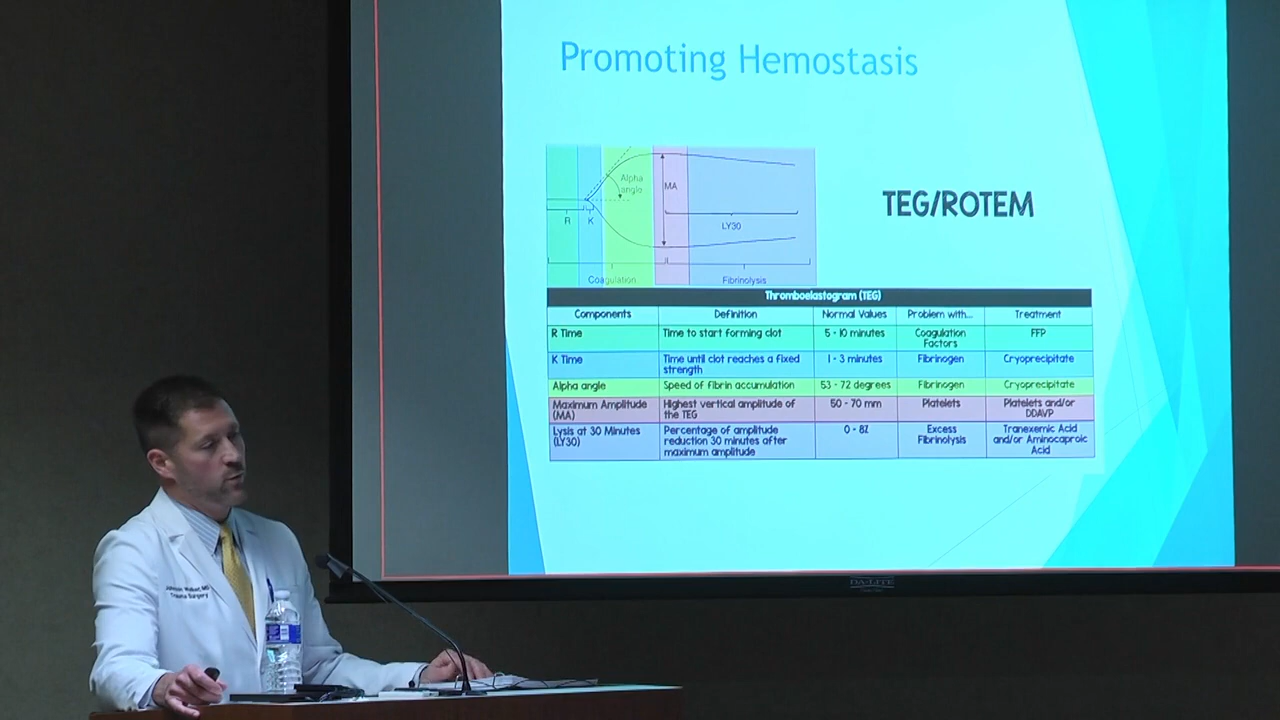 Promoting Hemostasis
TEG/ROTEM
Alpha
angle
MA
R
K
LY30
Coagulation
Fibrinolysis
Thromboelastogram (TEG)
Components Definition Normal Values Problem with... Treatment
R Time Time to start forming clot 5 - 10 minutes Coagulation Factors FFP
K Time Time until clot reaches a fixed strength 1 - 3 minutes Fibrinogen Cryoprecipitate
Alpha angle Speed of fibrin accumulation 53 - 72 degrees Fibrinogen Cryoprecipitate
Maximum Amplitude (MA) Highest vertical amplitude of the TEG 50 - 70 mm Platelets Platelets and/or DDAVP
Lysis at 30 Minutes (LY30) Percentage of amplitude reduction 30 minutes after maximum amplitude 0 - 8% Excess Fibrinolysis Tranexemic Acid and/or Aminocaproic Acid
DA-LITE
Walker, MD
Trauma Surgery